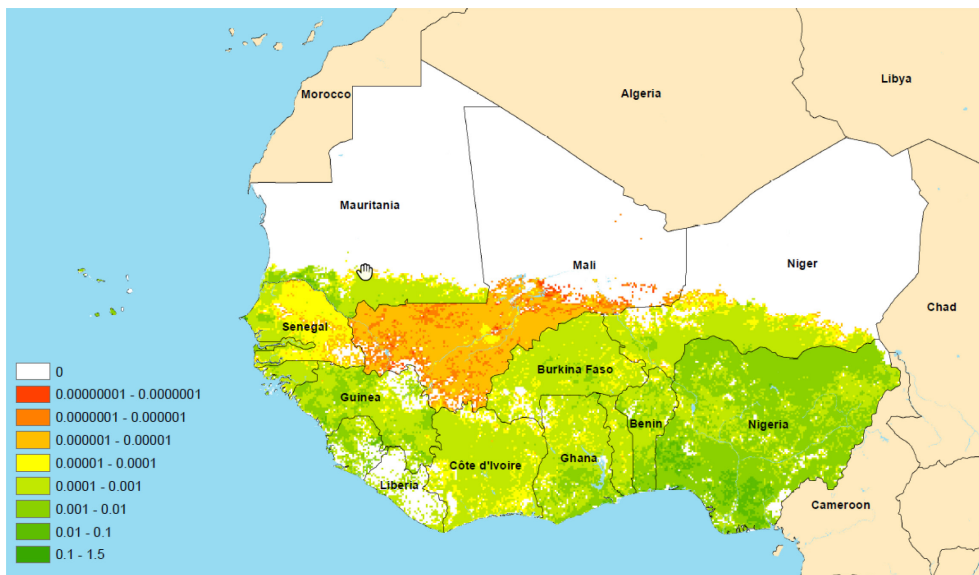 Libya
Algeria
Morocco
Mauritania
Mali
Niger
Chad
Senegal
Burkina Faso
Guinea
Benin
Nigeria
Ghana
Côte d'Ivoire
Liberia
Cameroon
0
0.00000001 - 0.0000001
0.0000001 - 0.000001
0.000001 - 0.00001
0.00001 - 0.0001
0.0001 - 0.001
0.001 - 0.01
0.01 - 0.1
0.1 - 1.5